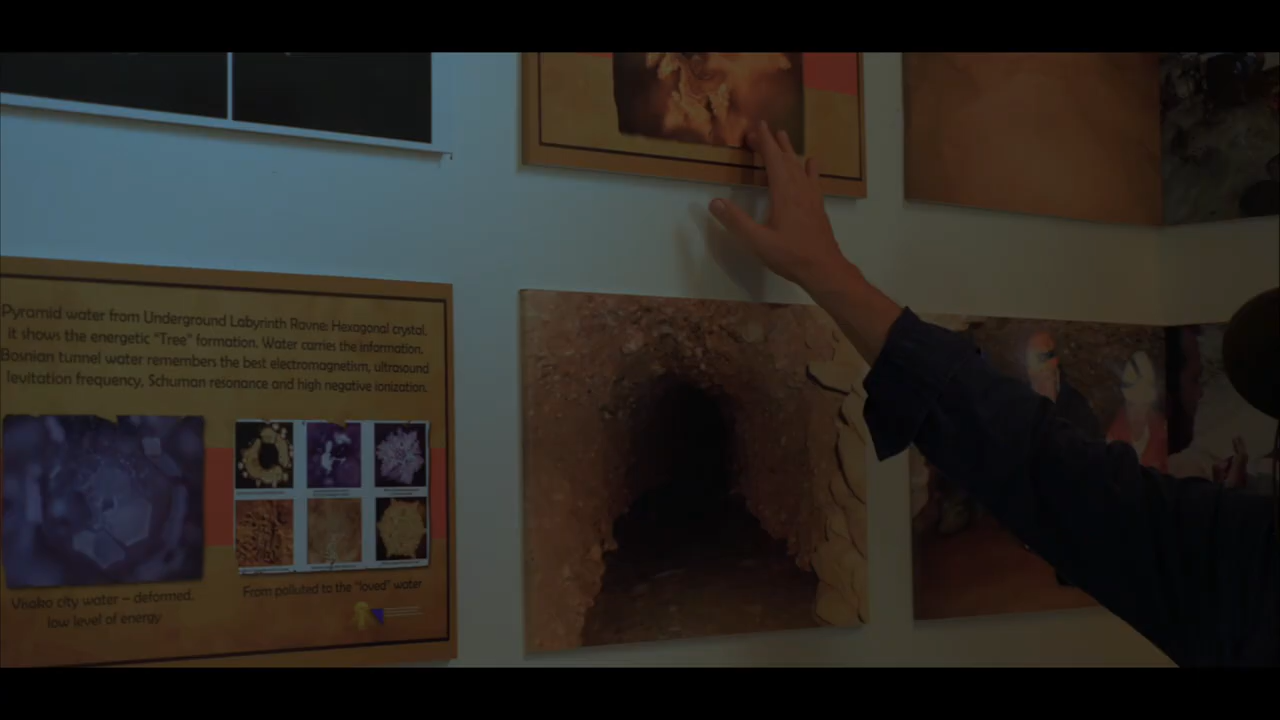 Pyramid water from Underground Labyrinth Ravne: Hexagonal crystal,
it shows the energetic "Tree" formation. Water carries the information.
Bosnian tunnel water remembers the best electromagnetism, ultrasound
levitation frequency, Schuman resonance and high negative ionization.
Visoko city water – deformed,
low level of energy
From polluted to the "loved" water